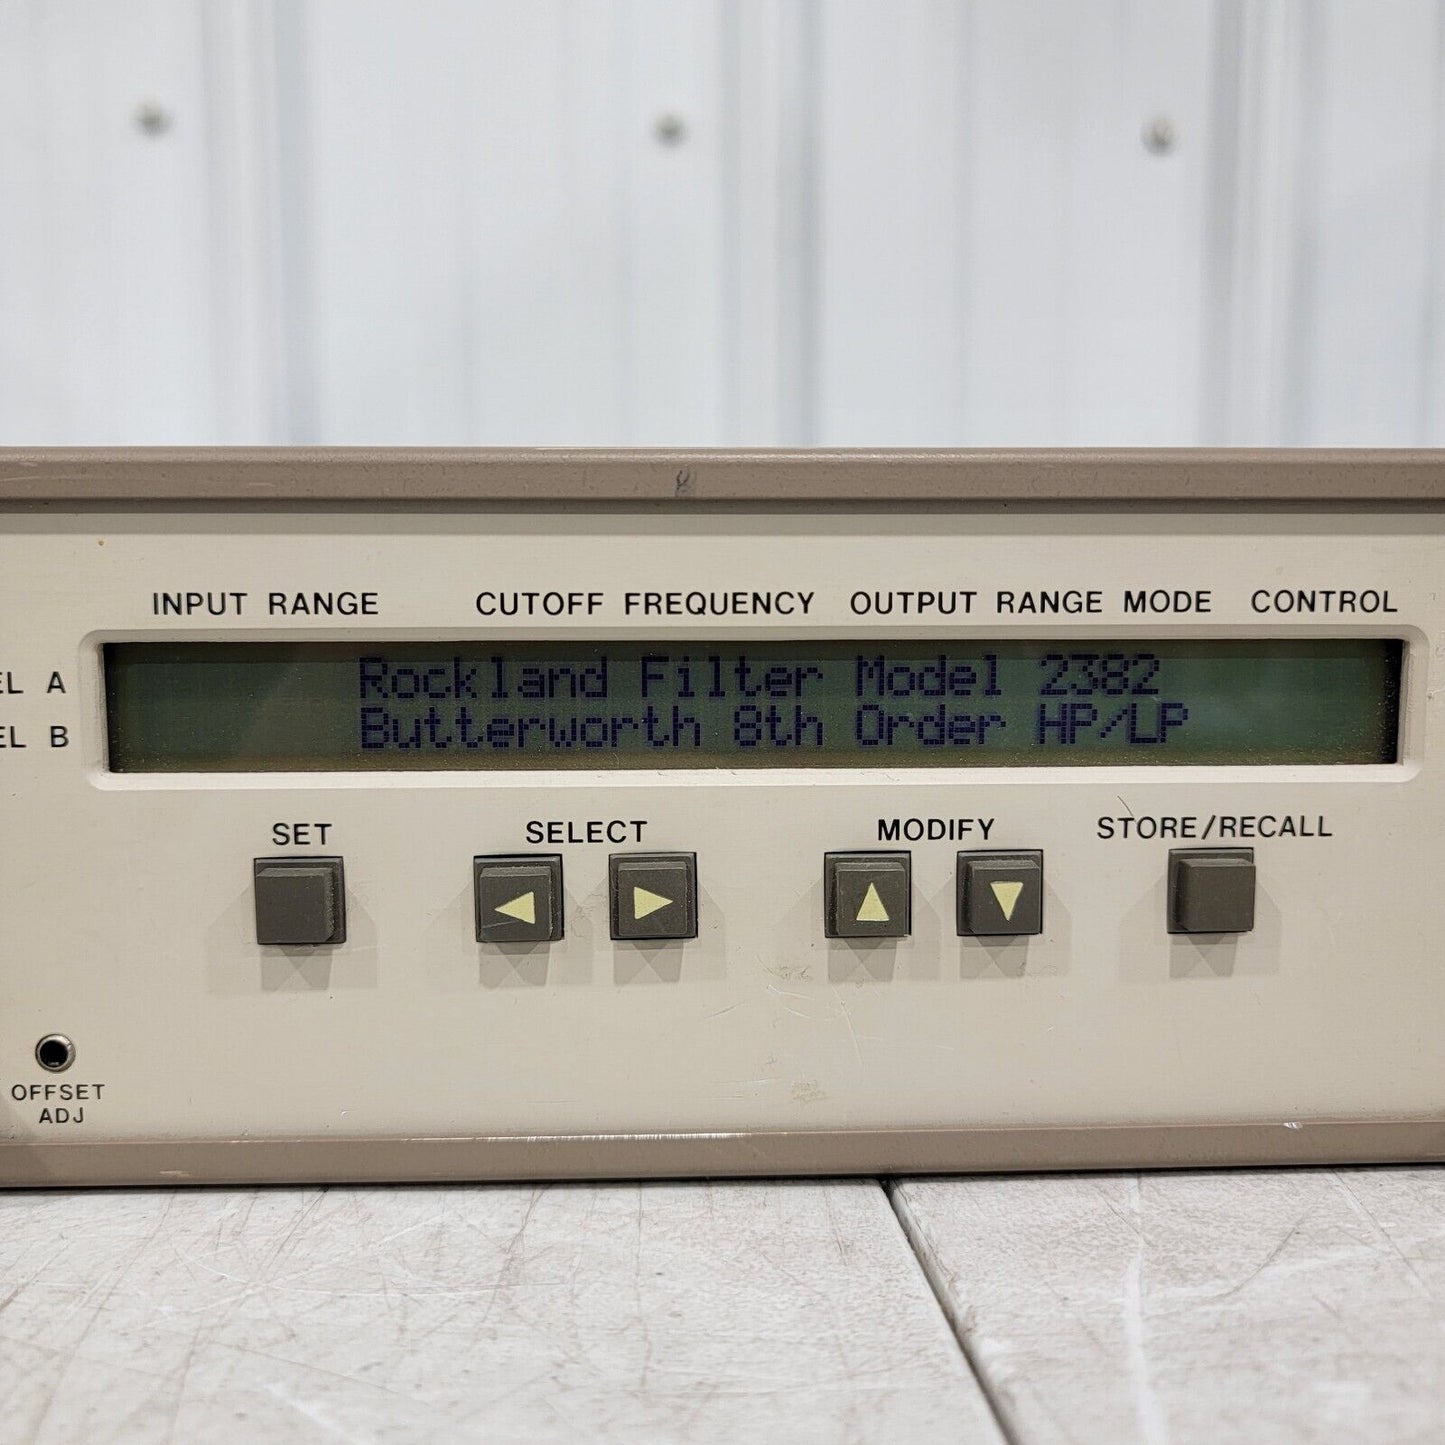 INPUT RANGE CUTOFF FREQUENCY OUTPUT RANGE MODE CONTROL
EL A
EL B
Rockland Filter Model 2382
Butterworth 8th Order HP/LP
SET SELECT MODIFY STORE/RECALL
OFFSET
ADJ